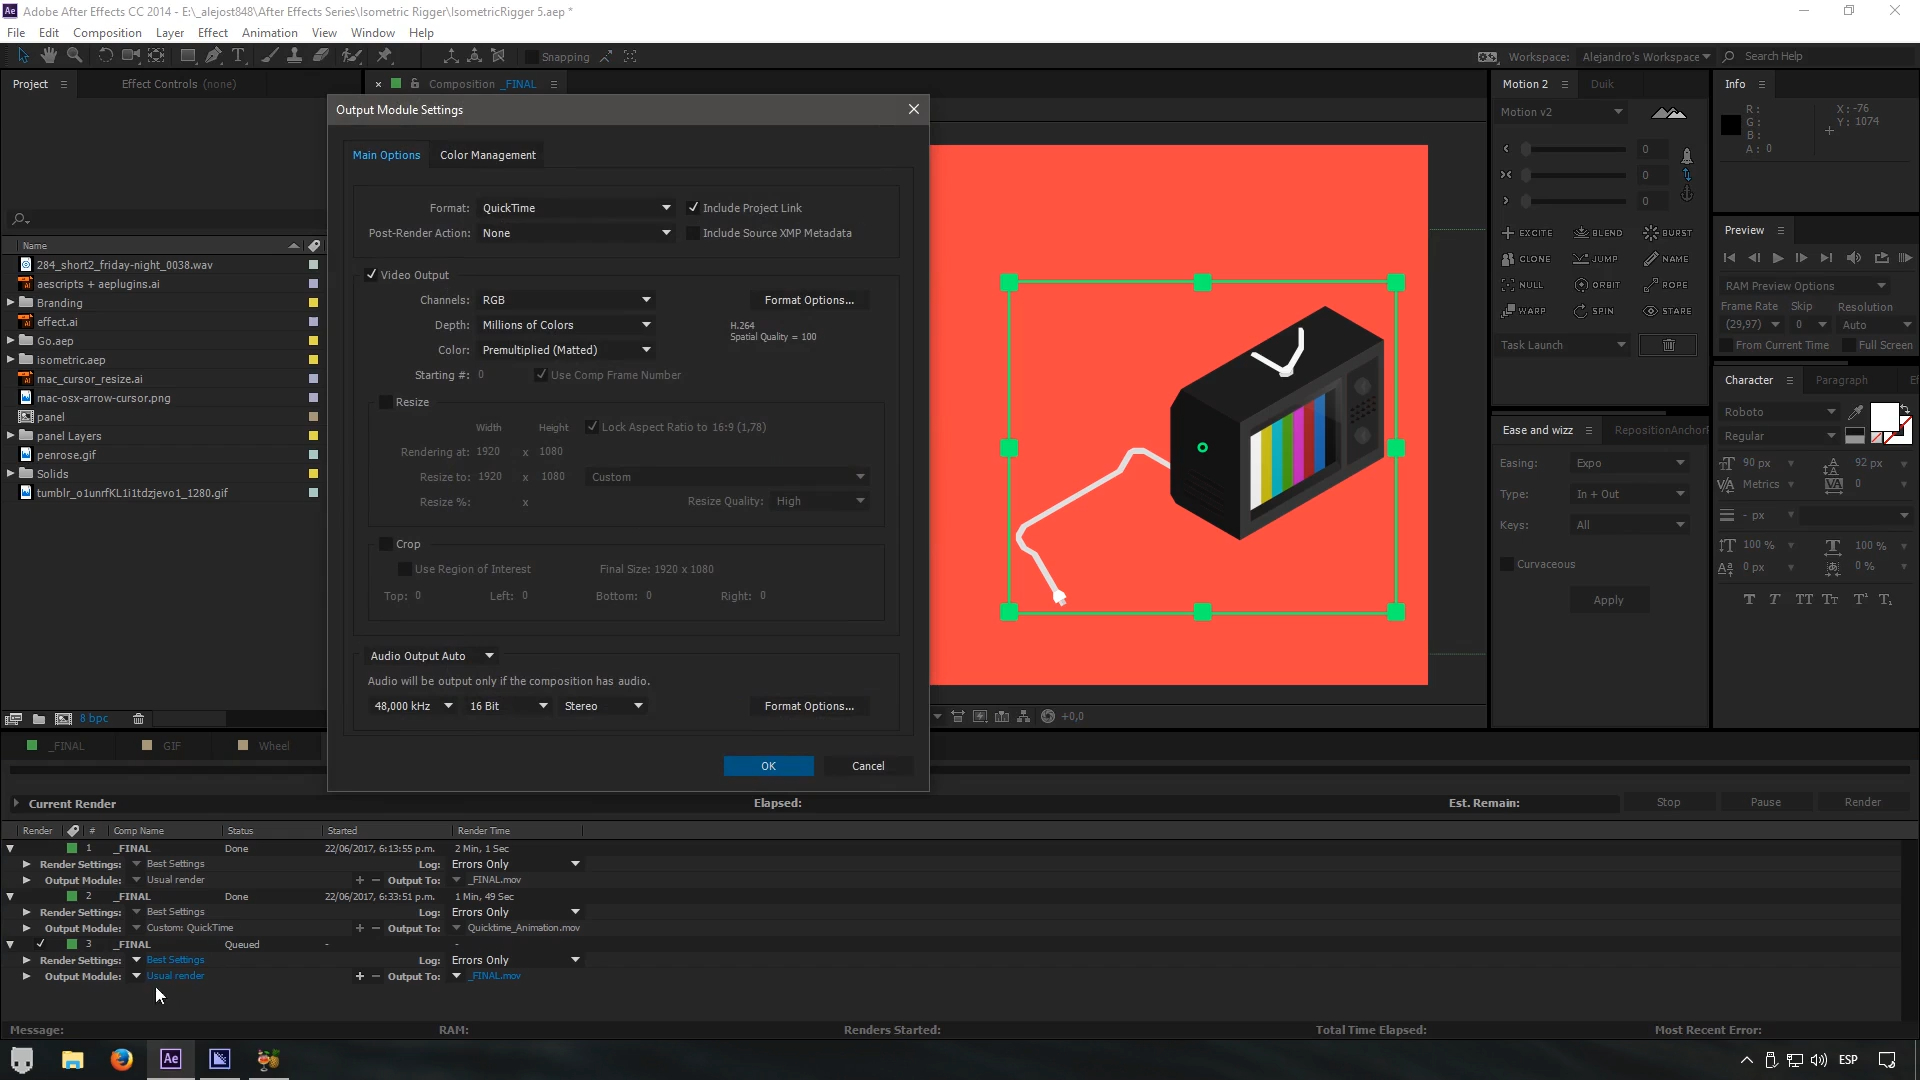 Adobe After Effects CC 2014 - E:\_alejost848\After Effects Series\Isometric Rigger\IsometricRigger 5.aep *
File Edit Composition Layer Effect Animation View Window Help
Snapping Workspace: Alejandro's Workspace Search Help
Project Effect Controls (none) Composition _FINAL Motion 2 Duik Info
Output Module Settings
Motion v2
R: X: -76
G: Y: 1074
B:
A: 0
Main Options Color Management
0
0
0
Format: QuickTime Include Project Link
Post-Render Action: None Include Source XMP Metadata
EXCITE BLEND BURST
CLONE JUMP NAME
NULL ORBIT ROPE
WARP SPIN STARE
Task Launch
Preview
RAM Preview Options
Frame Rate Skip Resolution
(29,97) 0 Auto
From Current Time Full Screen
Name
284_short2_friday-night_0038.wav
aescripts + aeplugins.ai
Branding
effect.ai
Go.aep
isometric.aep
mac_cursor_resize.ai
mac-osx-arrow-cursor.png
panel
panel Layers
penrose.gif
Solids
tumblr_o1unrfKL1i1tdzjevo1_1280.gif
8 bpc
Video Output
Channels: RGB Format Options...
Depth: Millions of Colors H.264
Spatial Quality = 100
Color: Premultiplied (Matted)
Starting #: 0 Use Comp Frame Number
Resize
Width Height Lock Aspect Ratio to 16:9 (1,78)
Rendering at: 1920 x 1080
Resize to: 1920 x 1080 Custom
Resize %: x Resize Quality: High
Crop
Use Region of Interest Final Size: 1920 x 1080
Top: 0 Left: 0 Bottom: 0 Right: 0
Audio Output Auto
Audio will be output only if the composition has audio.
48,000 kHz 16 Bit Stereo Format Options...
OK Cancel
+0,0
Ease and wizz RepositionAnchor
Easing: Expo
Type: In + Out
Keys: All
Curvaceous
Apply
Character Paragraph
Roboto
Regular
90 px 92 px
Metrics 0
- px
100 % 100 %
0 px 0 %
_FINAL GIF Wheel
Current Render Elapsed: Est. Remain: Stop Pause Render
Render # Comp Name Status Started Render Time
1 _FINAL Done 22/06/2017, 6:13:55 p.m. 2 Min, 1 Sec
Render Settings: Best Settings Log: Errors Only
Output Module: Usual render + − Output To: _FINAL.mov
2 _FINAL Done 22/06/2017, 6:33:51 p.m. 1 Min, 49 Sec
Render Settings: Best Settings Log: Errors Only
Output Module: Custom: QuickTime + − Output To: Quicktime_Animation.mov
3 _FINAL Queued - -
Render Settings: Best Settings Log: Errors Only
Output Module: Usual render + − Output To: _FINAL.mov
Message: RAM: Renders Started: Total Time Elapsed: Most Recent Error:
Ae ESP